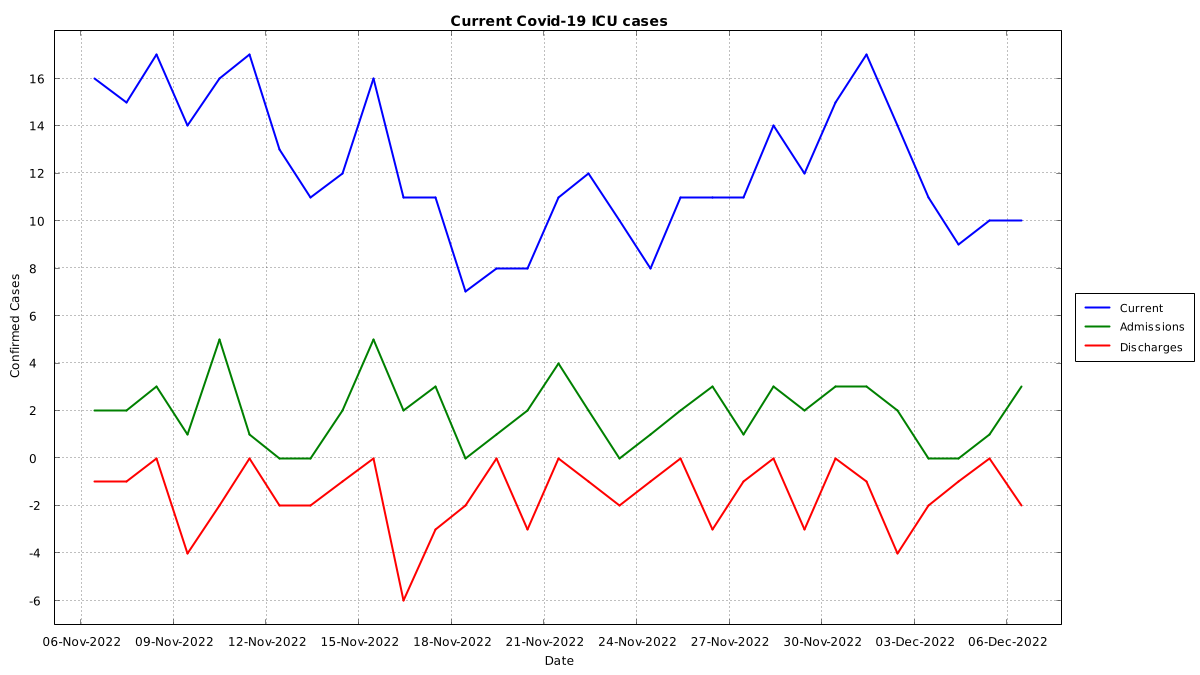 Current Covid-19 ICU cases
16
14
12
10
8
6
4
2
0
-2
-4
-6
Confirmed Cases
06-Nov-2022 09-Nov-2022 12-Nov-2022 15-Nov-2022 18-Nov-2022 21-Nov-2022 24-Nov-2022 27-Nov-2022 30-Nov-2022 03-Dec-2022 06-Dec-2022
Date
Current
Admissions
Discharges